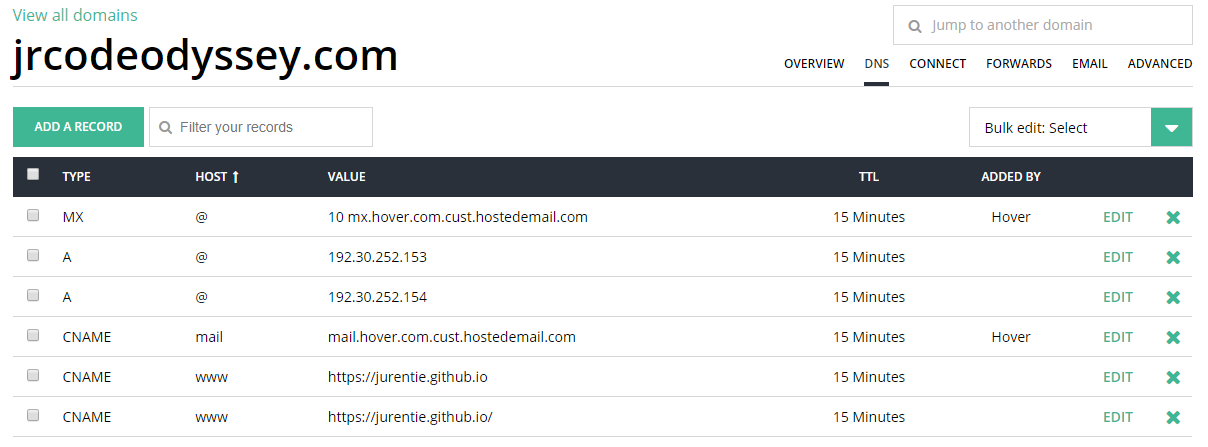 View all domains
Jump to another domain
jrcodeodyssey.com
OVERVIEW DNS CONNECT FORWARDS EMAIL ADVANCED
ADD A RECORD Filter your records Bulk edit: Select
TYPE HOST ↑ VALUE TTL ADDED BY
MX @ 10 mx.hover.com.cust.hostedemail.com 15 Minutes Hover EDIT
A @ 192.30.252.153 15 Minutes EDIT
A @ 192.30.252.154 15 Minutes EDIT
CNAME mail mail.hover.com.cust.hostedemail.com 15 Minutes Hover EDIT
CNAME www https://jurentie.github.io 15 Minutes EDIT
CNAME www https://jurentie.github.io/ 15 Minutes EDIT